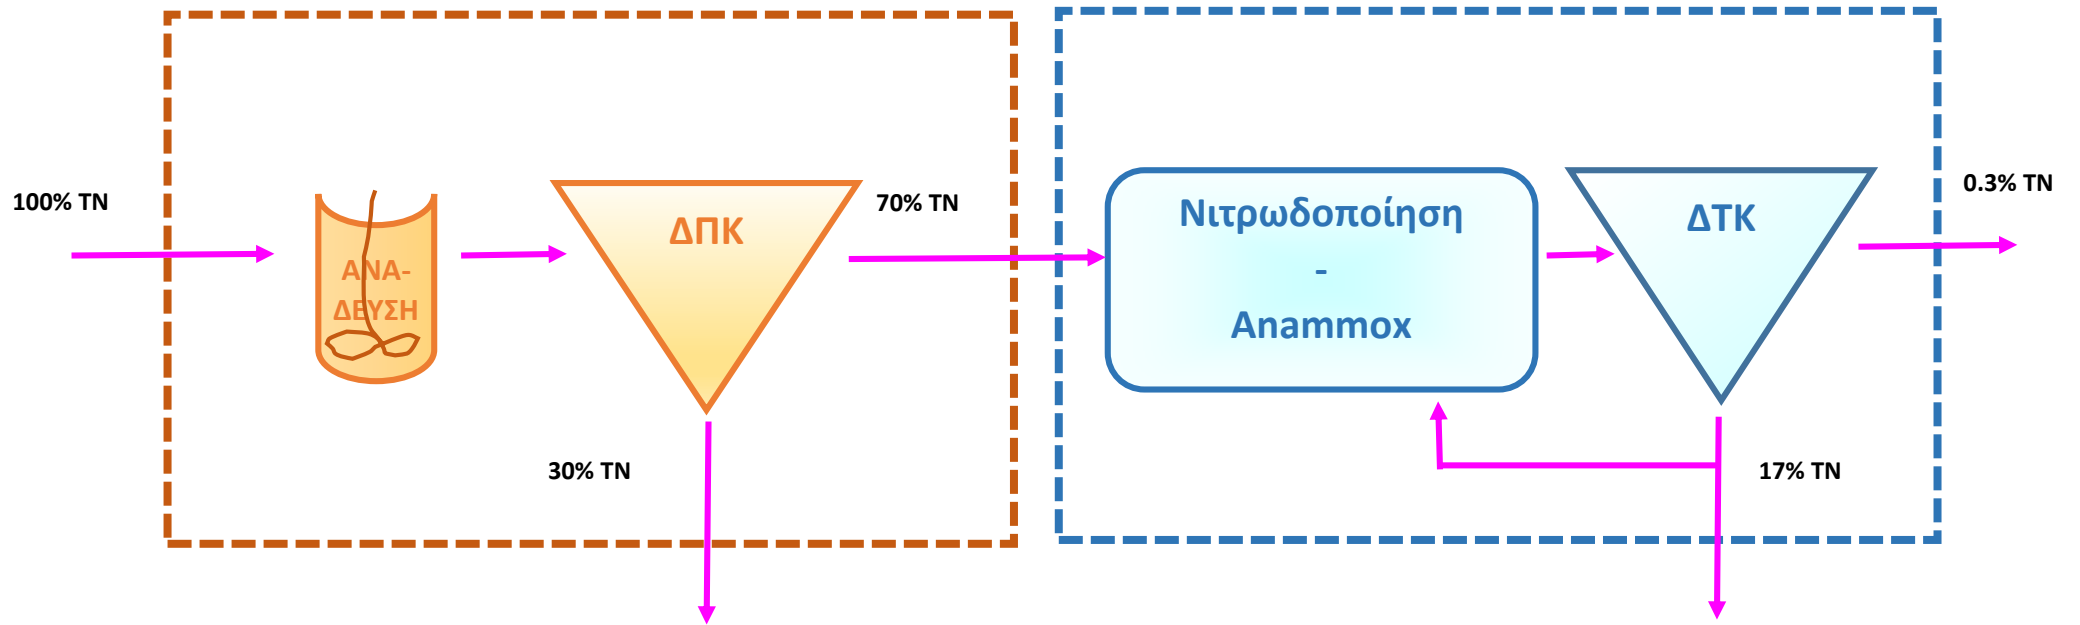 100% TN
ΑΝΑ-
ΔΕΥΣΗ
ΔΠΚ
30% TN
70% TN
Νιτρωδοποίηση
-
Anammox
ΔΤΚ
17% TN
0.3% TN